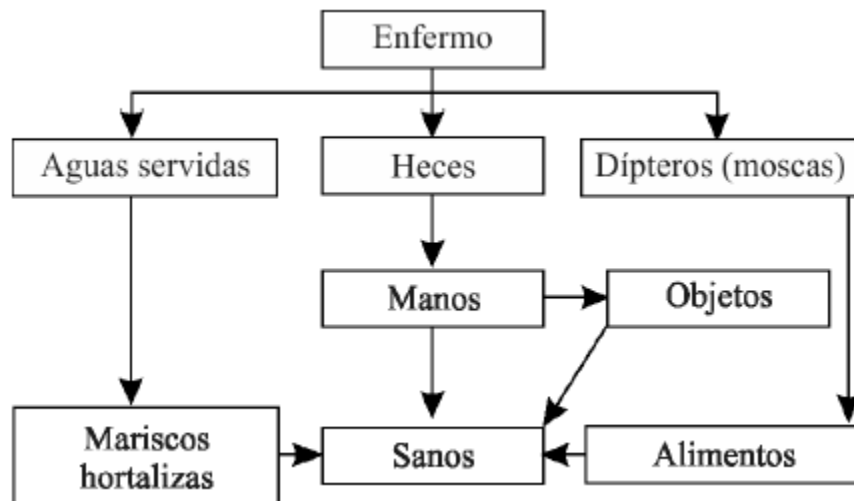 Enfermo
Aguas servidas
Heces
Dípteros (moscas)
Manos
Objetos
Mariscos
hortalizas
Sanos
Alimentos